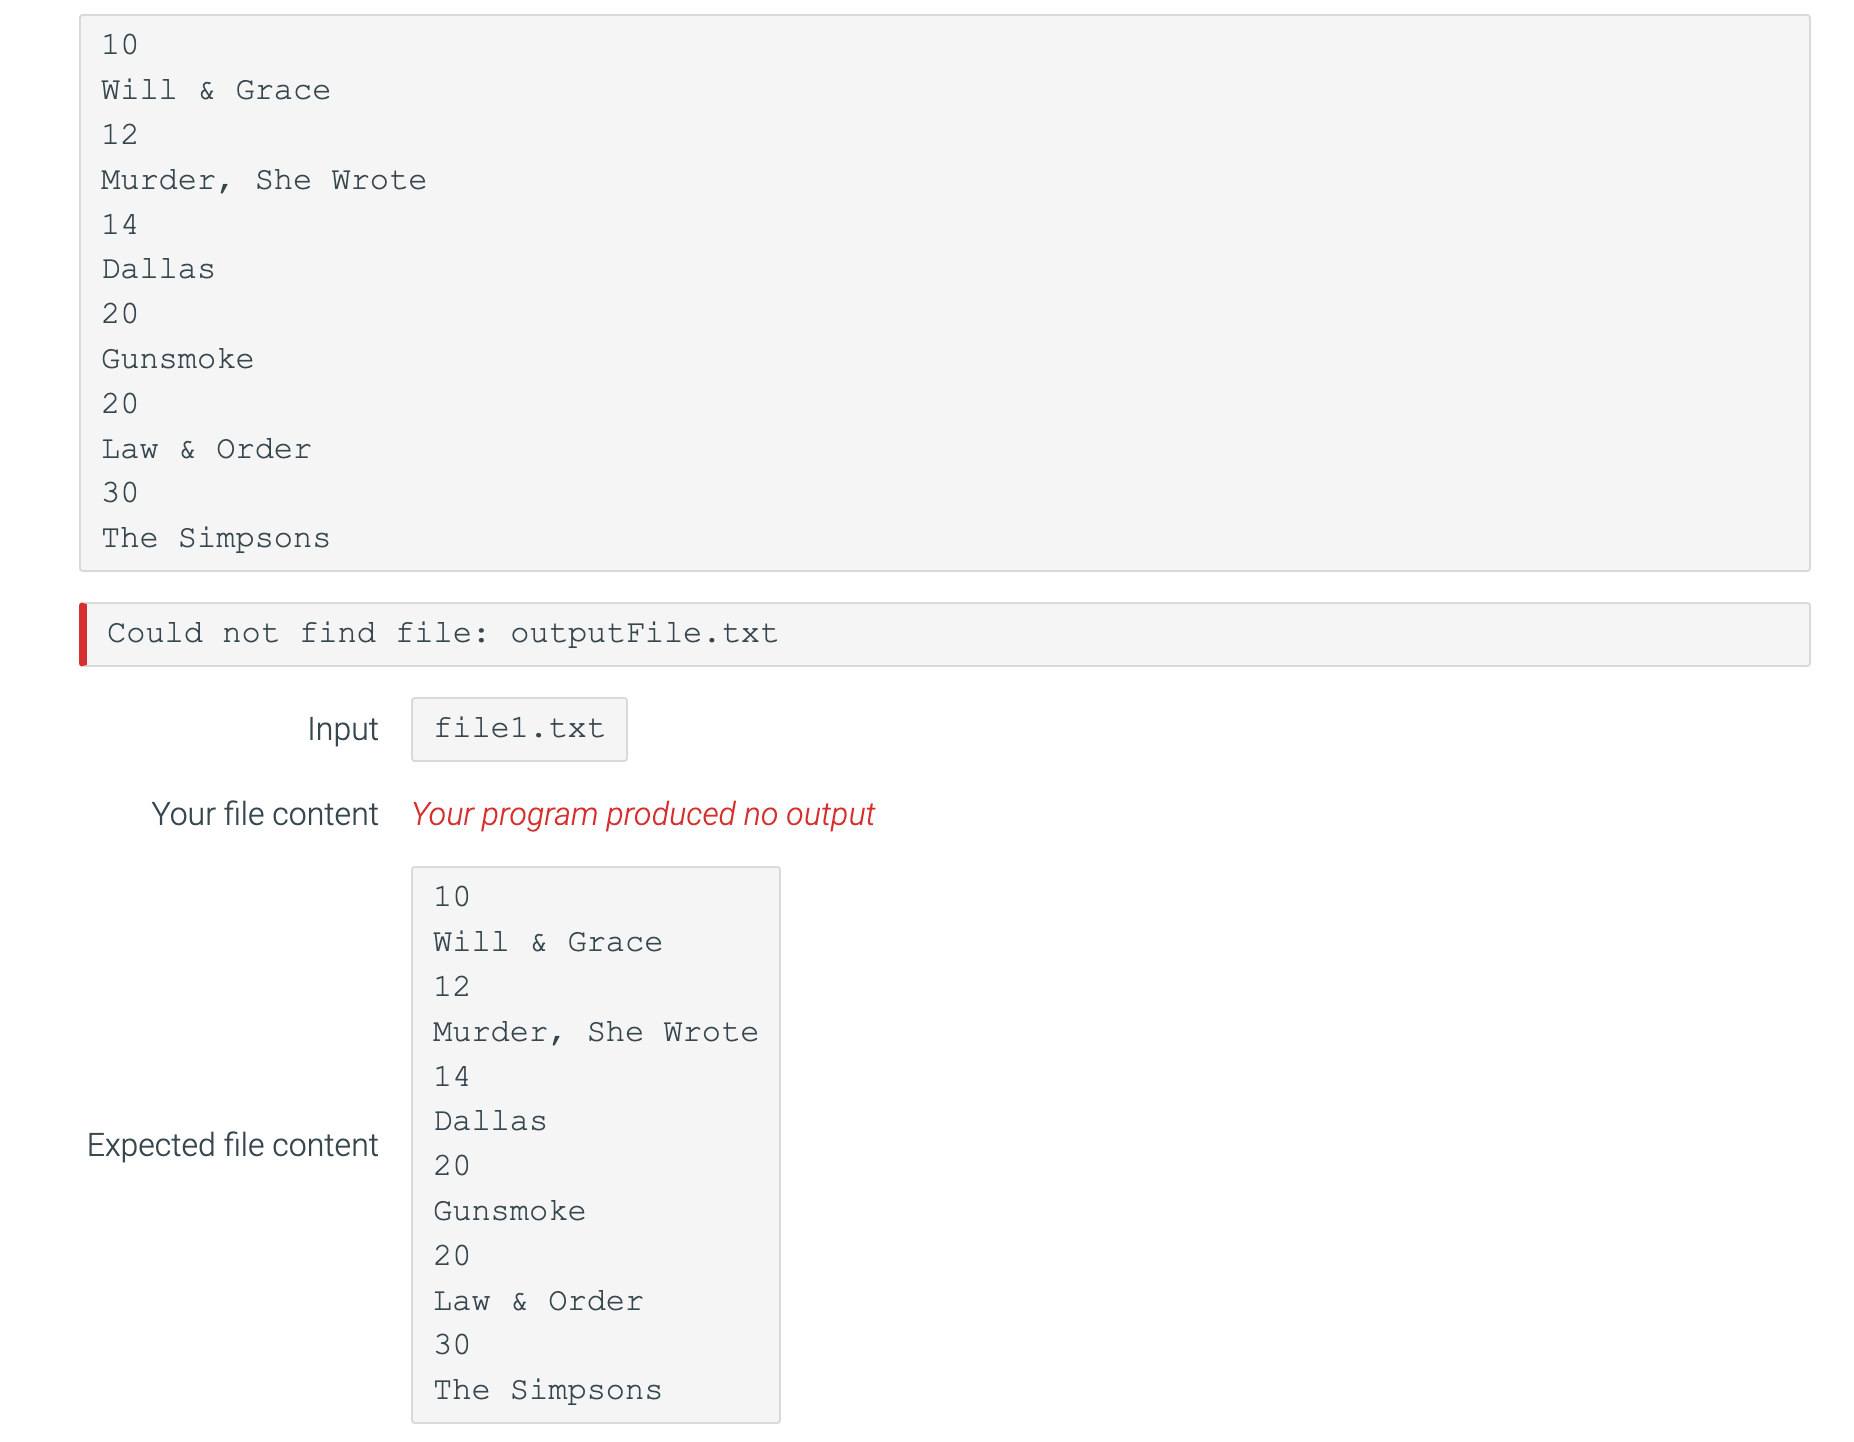 10
Will & Grace
12
Murder, She Wrote
14
Dallas
20
Gunsmoke
20
Law & Order
30
The Simpsons
Could not find file: outputFile.txt
Input file1.txt
Your file content Your program produced no output
Expected file content
10
Will & Grace
12
Murder, She Wrote
14
Dallas
20
Gunsmoke
20
Law & Order
30
The Simpsons